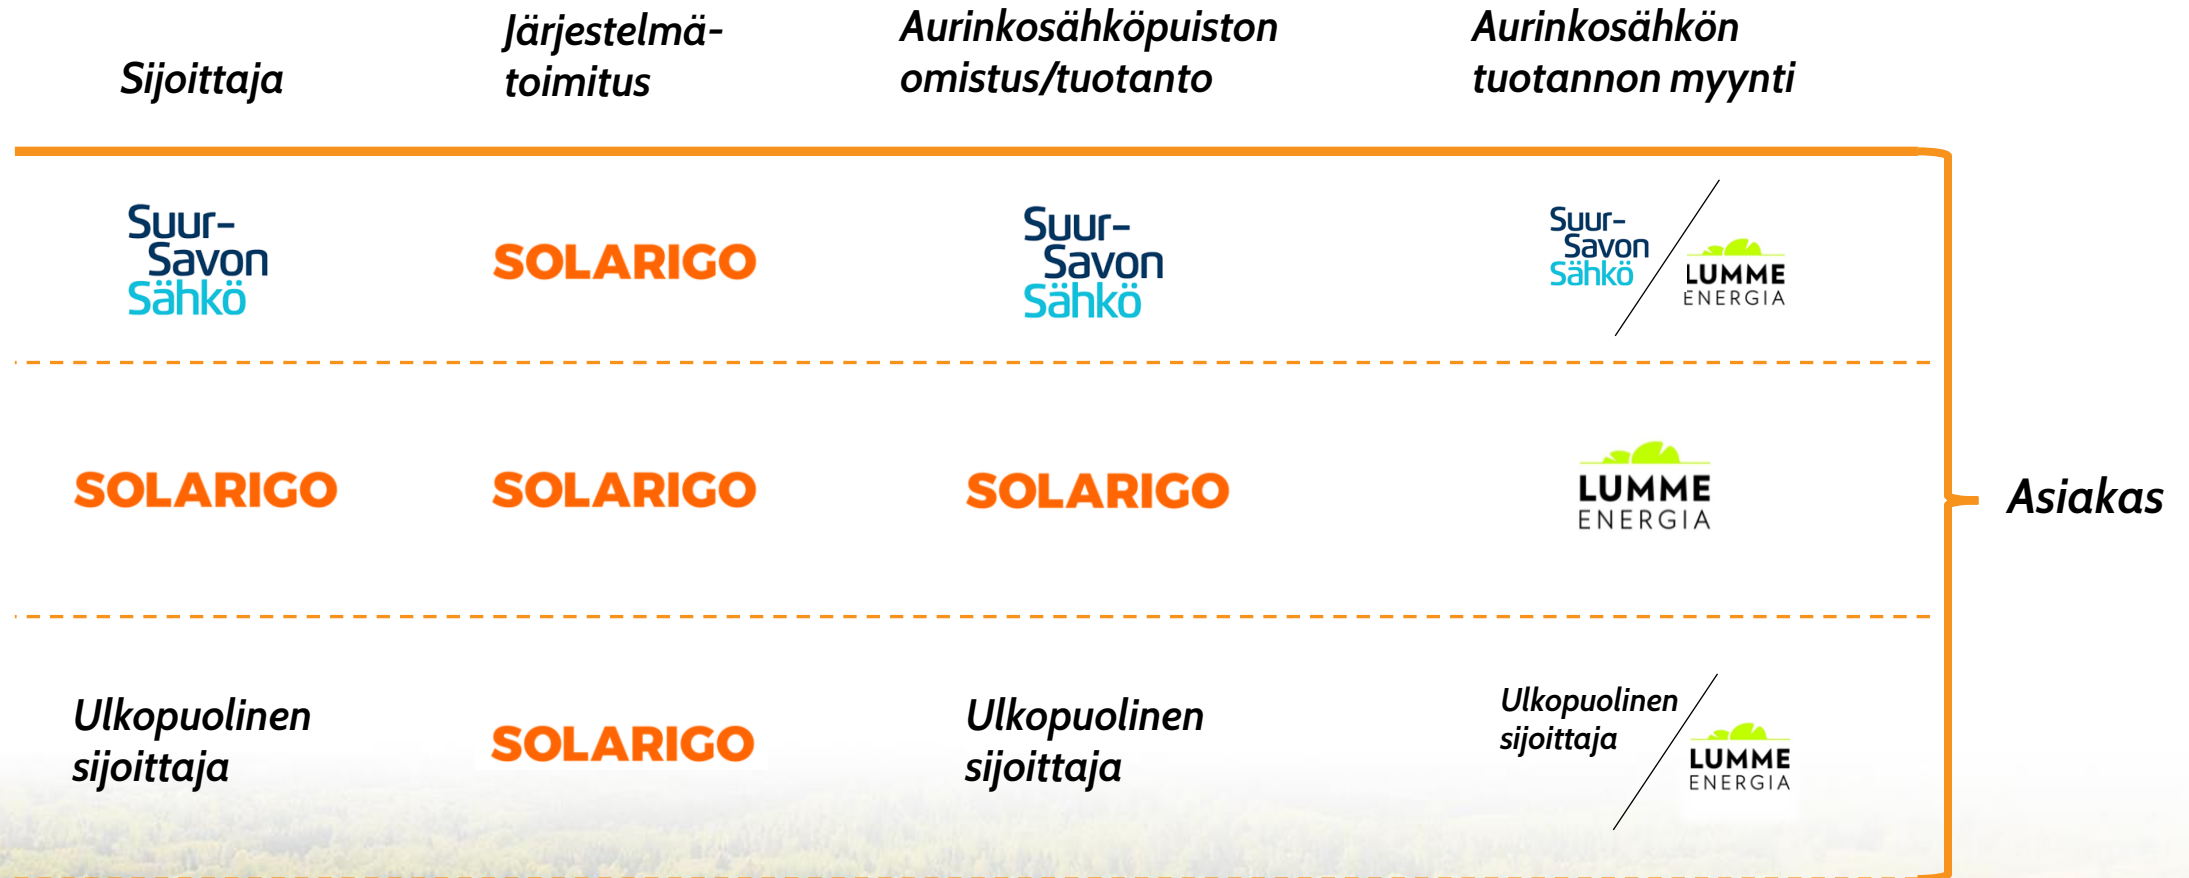 Sijoittaja
Järjestelmä-
toimitus
Aurinkosähköpuiston
omistus/tuotanto
Aurinkosähkön
tuotannon myynti
Suur-
Savon
Sähkö
SOLARIGO
Suur-
Savon
Sähkö
Suur-
Savon
Sähkö
LUMME
ENERGIA
SOLARIGO
SOLARIGO
SOLARIGO
LUMME
ENERGIA
Asiakas
Ulkopuolinen
sijoittaja
SOLARIGO
Ulkopuolinen
sijoittaja
Ulkopuolinen
sijoittaja
LUMME
ENERGIA